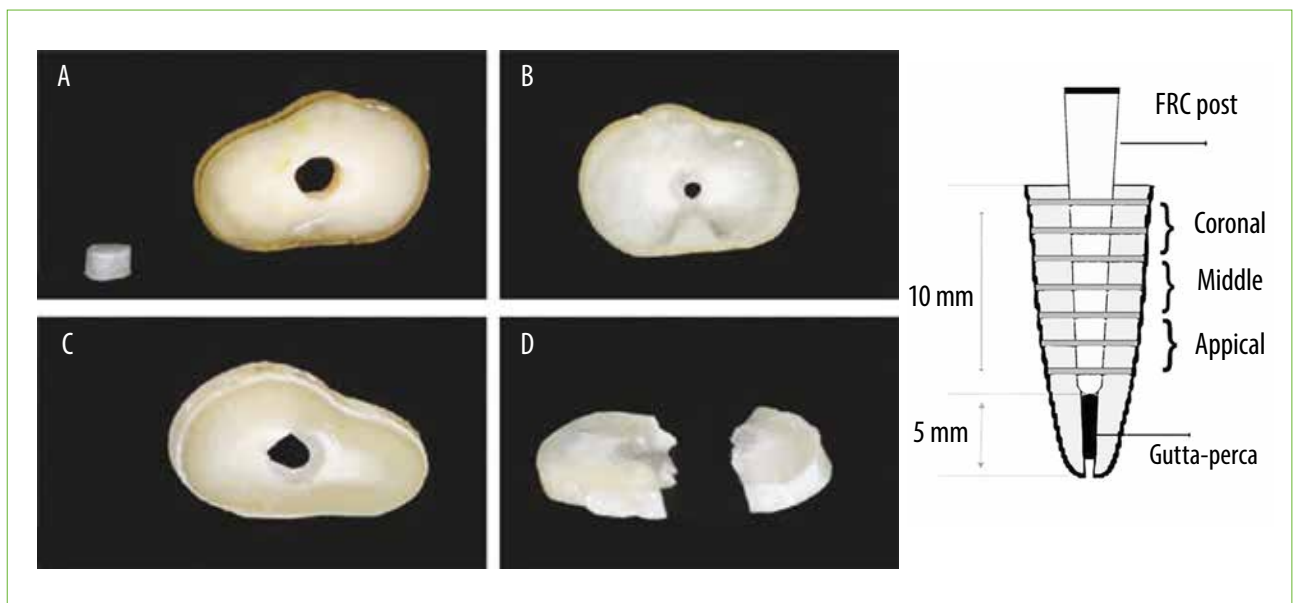 A
B
C
D
FRC post
Coronal
Middle
Appical
10 mm
5 mm
Gutta-perca